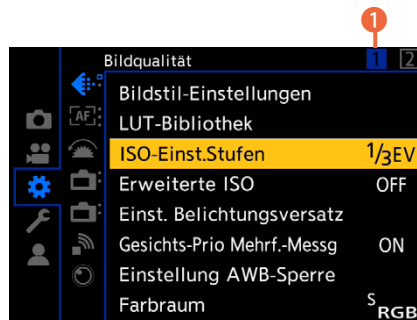 1
Bildqualität 1 2
AF
Bildstil-Einstellungen
LUT-Bibliothek
ISO-Einst.Stufen 1/3EV
Erweiterte ISO OFF
Einst. Belichtungsversatz
Gesichts-Prio Mehrf.-Messg ON
Einstellung AWB-Sperre
Farbraum sRGB